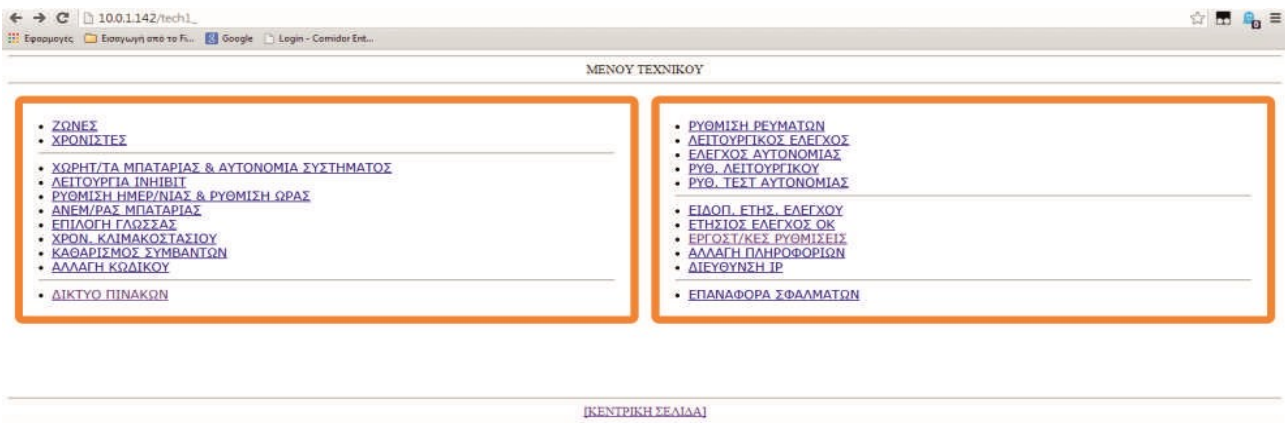 10.0.1.142/tech1_
Εφαρμογές Εισαγωγή από το Fi... Google Login - Comidor Ent...
ΜΕΝΟΥ ΤΕΧΝΙΚΟΥ
ΖΩΝΕΣ
ΧΡΟΝΙΣΤΕΣ
ΧΩΡΗΤ/ΤΑ ΜΠΑΤΑΡΙΑΣ & ΑΥΤΟΝΟΜΙΑ ΣΥΣΤΗΜΑΤΟΣ
ΛΕΙΤΟΥΡΓΙΑ INHIBIT
ΡΥΘΜΙΣΗ ΗΜΕΡ/ΝΙΑΣ & ΡΥΘΜΙΣΗ ΩΡΑΣ
ΑΝΕΜ/ΡΑΣ ΜΠΑΤΑΡΙΑΣ
ΕΠΙΛΟΓΗ ΓΛΩΣΣΑΣ
ΧΡΟΝ. ΚΛΙΜΑΚΟΣΤΑΣΙΟΥ
ΚΑΘΑΡΙΣΜΟΣ ΣΥΜΒΑΝΤΩΝ
ΑΛΛΑΓΗ ΚΩΔΙΚΟΥ
ΔΙΚΤΥΟ ΠΙΝΑΚΩΝ
ΡΥΘΜΙΣΗ ΡΕΥΜΑΤΩΝ
ΛΕΙΤΟΥΡΓΙΚΟΣ ΕΛΕΓΧΟΣ
ΕΛΕΓΧΟΣ ΑΥΤΟΝΟΜΙΑΣ
ΡΥΘ. ΛΕΙΤΟΥΡΓΙΚΟΥ
ΡΥΘ. ΤΕΣΤ ΑΥΤΟΝΟΜΙΑΣ
ΕΙΔΟΠ. ΕΤΗΣ. ΕΛΕΓΧΟΥ
ΕΤΗΣΙΟΣ ΕΛΕΓΧΟΣ ΟΚ
ΕΡΓΟΣΤ/ΚΕΣ ΡΥΘΜΙΣΕΙΣ
ΑΛΛΑΓΗ ΠΛΗΡΟΦΟΡΙΩΝ
ΔΙΕΥΘΥΝΣΗ IP
ΕΠΑΝΑΦΟΡΑ ΣΦΑΛΜΑΤΩΝ
[ΚΕΝΤΡΙΚΗ ΣΕΛΙΔΑ]